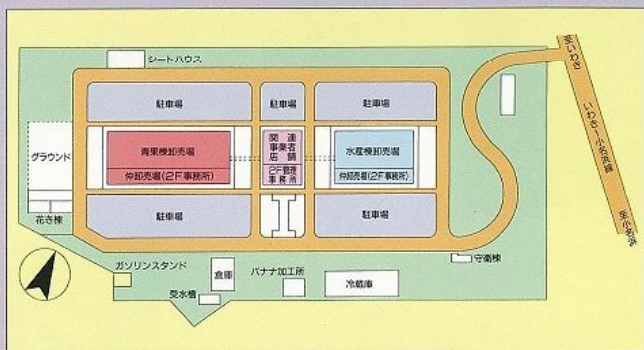 シートハウス
至いわき
いわき〜小名浜線
至小名浜
駐車場
駐車場
駐車場
グラウンド
青果棟卸売場
仲卸売場(2F事務所)
関連
事業者
店舗
2F管理
事務所
水産棟卸売場
仲卸売場(2F事務所)
花き棟
駐車場
駐車場
守衛棟
ガソリンスタンド
倉庫
受水槽
バナナ加工所
冷蔵庫